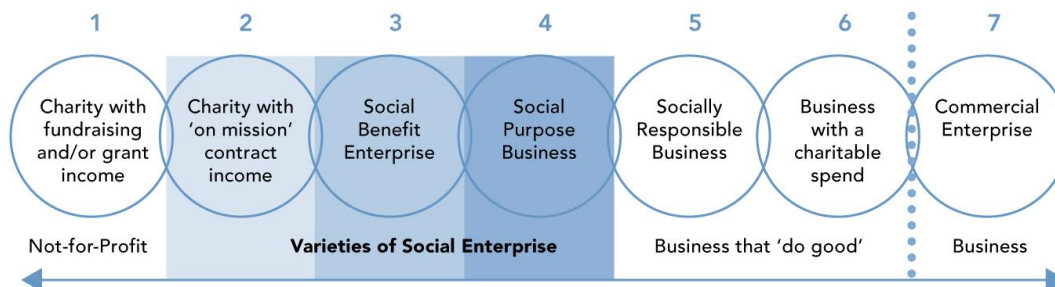 1 2 3 4 5 6 7
Charity with
fundraising
and/or grant
income
Charity with
‘on mission’
contract
income
Social
Benefit
Enterprise
Social
Purpose
Business
Socially
Responsible
Business
Business
with a
charitable
spend
Commercial
Enterprise
Not-for-Profit
Varieties of Social Enterprise
Business that ‘do good’
Business